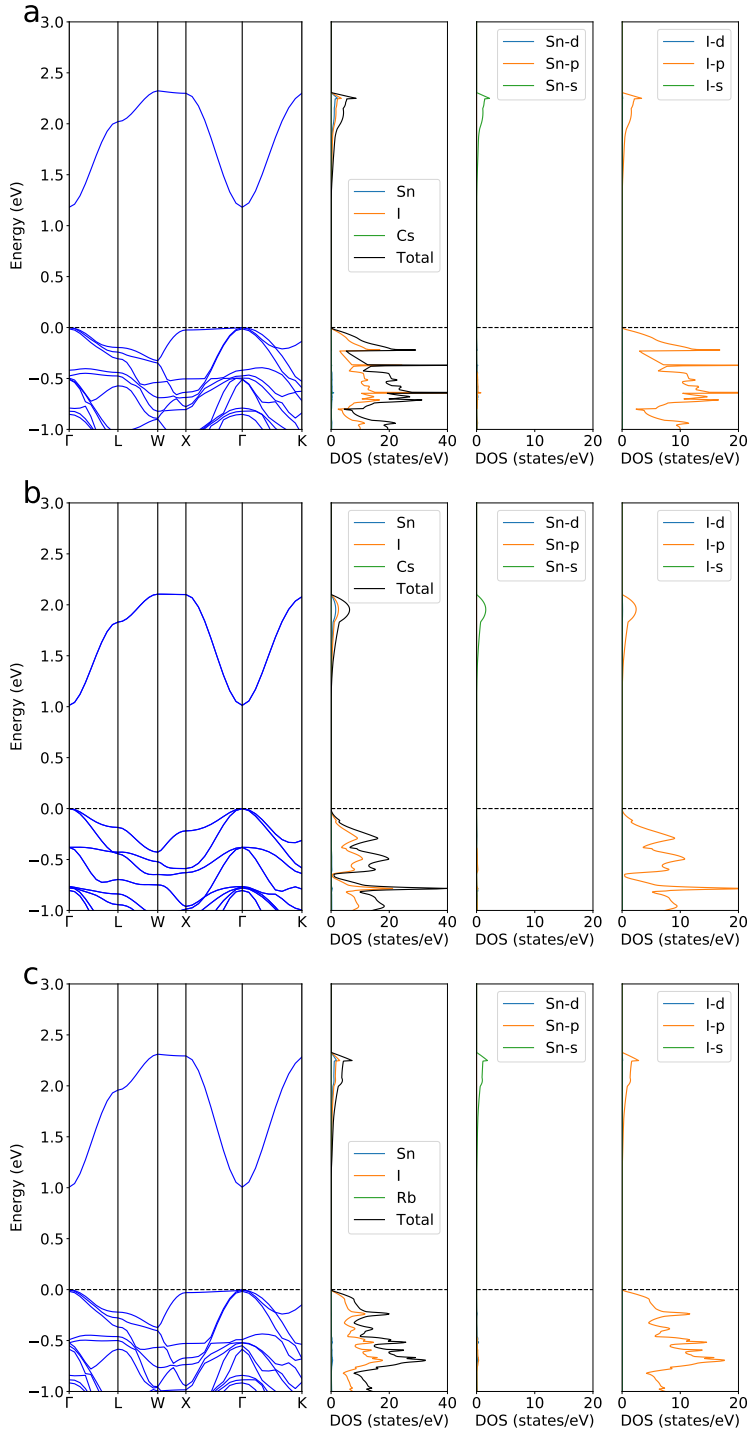 a
Energy (eV)
3.0
2.5
2.0
1.5
1.0
0.5
0.0
−0.5
−1.0
Γ L W X Γ K
Sn
I
Cs
Total
0 20 40
DOS (states/eV)
Sn-d
Sn-p
Sn-s
0 10 20
DOS (states/eV)
I-d
I-p
I-s
0 10 20
DOS (states/eV)
b
Energy (eV)
3.0
2.5
2.0
1.5
1.0
0.5
0.0
−0.5
−1.0
Γ L W X Γ K
Sn
I
Cs
Total
0 20 40
DOS (states/eV)
Sn-d
Sn-p
Sn-s
0 10 20
DOS (states/eV)
I-d
I-p
I-s
0 10 20
DOS (states/eV)
c
Energy (eV)
3.0
2.5
2.0
1.5
1.0
0.5
0.0
−0.5
−1.0
Γ L W X Γ K
Sn
I
Rb
Total
0 20 40
DOS (states/eV)
Sn-d
Sn-p
Sn-s
0 10 20
DOS (states/eV)
I-d
I-p
I-s
0 10 20
DOS (states/eV)